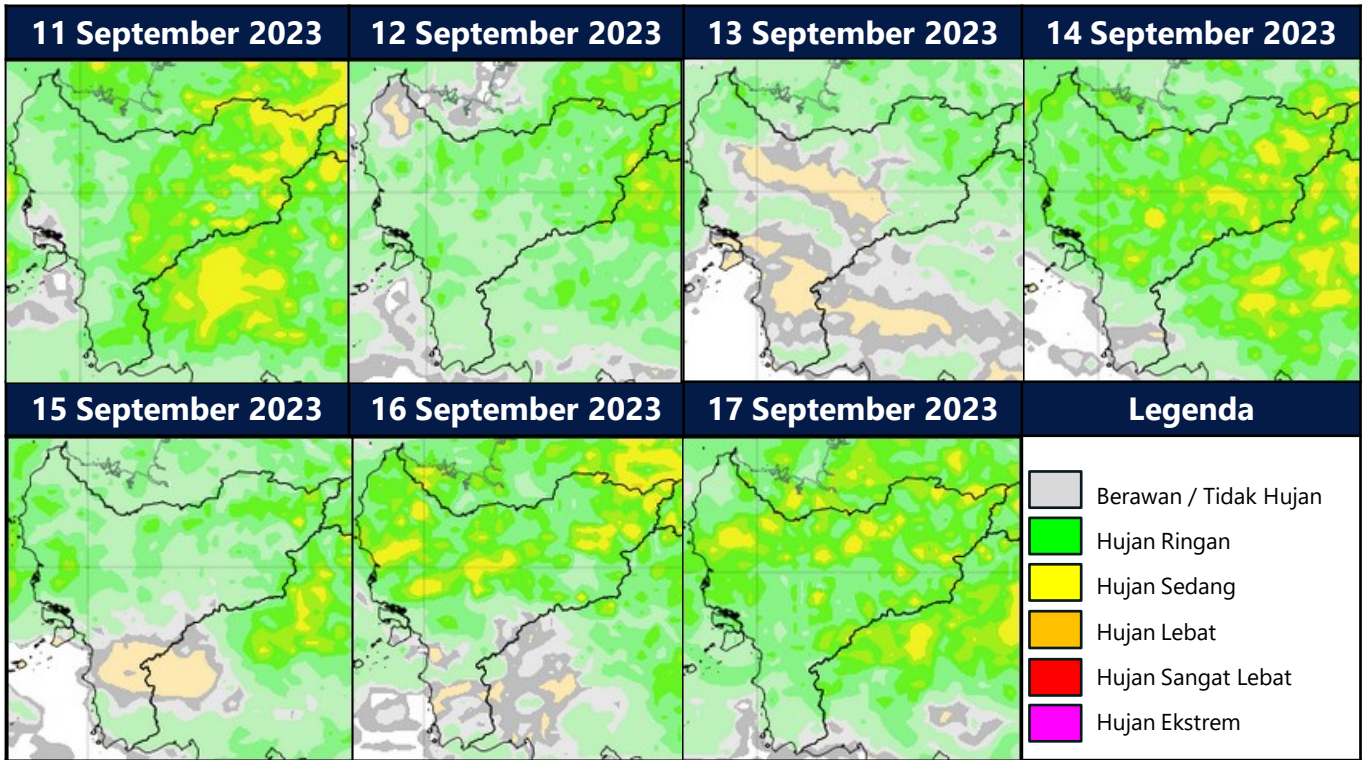 11 September 2023
12 September 2023
13 September 2023
14 September 2023
15 September 2023
16 September 2023
17 September 2023
Legenda
Berawan / Tidak Hujan
Hujan Ringan
Hujan Sedang
Hujan Lebat
Hujan Sangat Lebat
Hujan Ekstrem